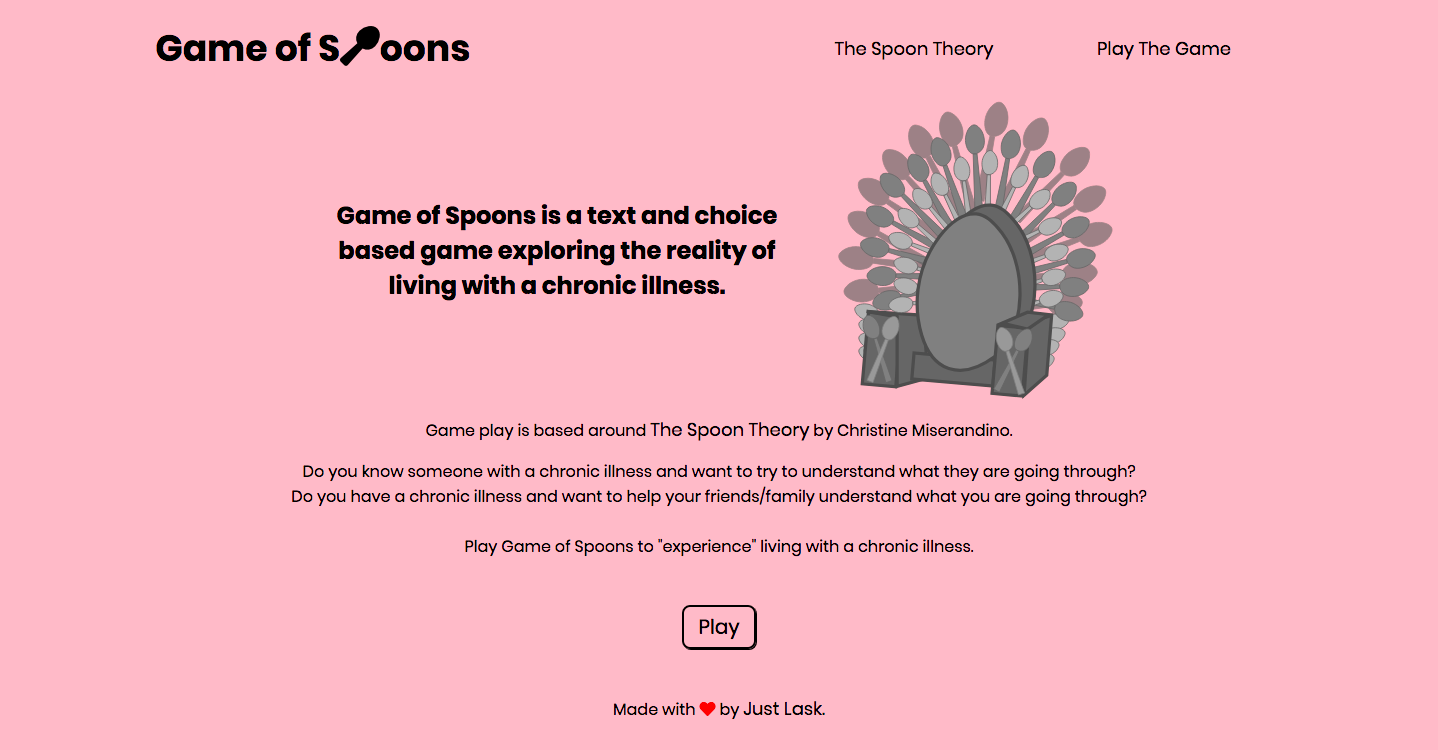 Game of Spoons
The Spoon Theory
Play The Game
Game of Spoons is a text and choice
based game exploring the reality of
living with a chronic illness.
Game play is based around The Spoon Theory by Christine Miserandino.
Do you know someone with a chronic illness and want to try to understand what they are going through?
Do you have a chronic illness and want to help your friends/family understand what you are going through?
Play Game of Spoons to "experience" living with a chronic illness.
Play
Made with ❤ by Just Lask.